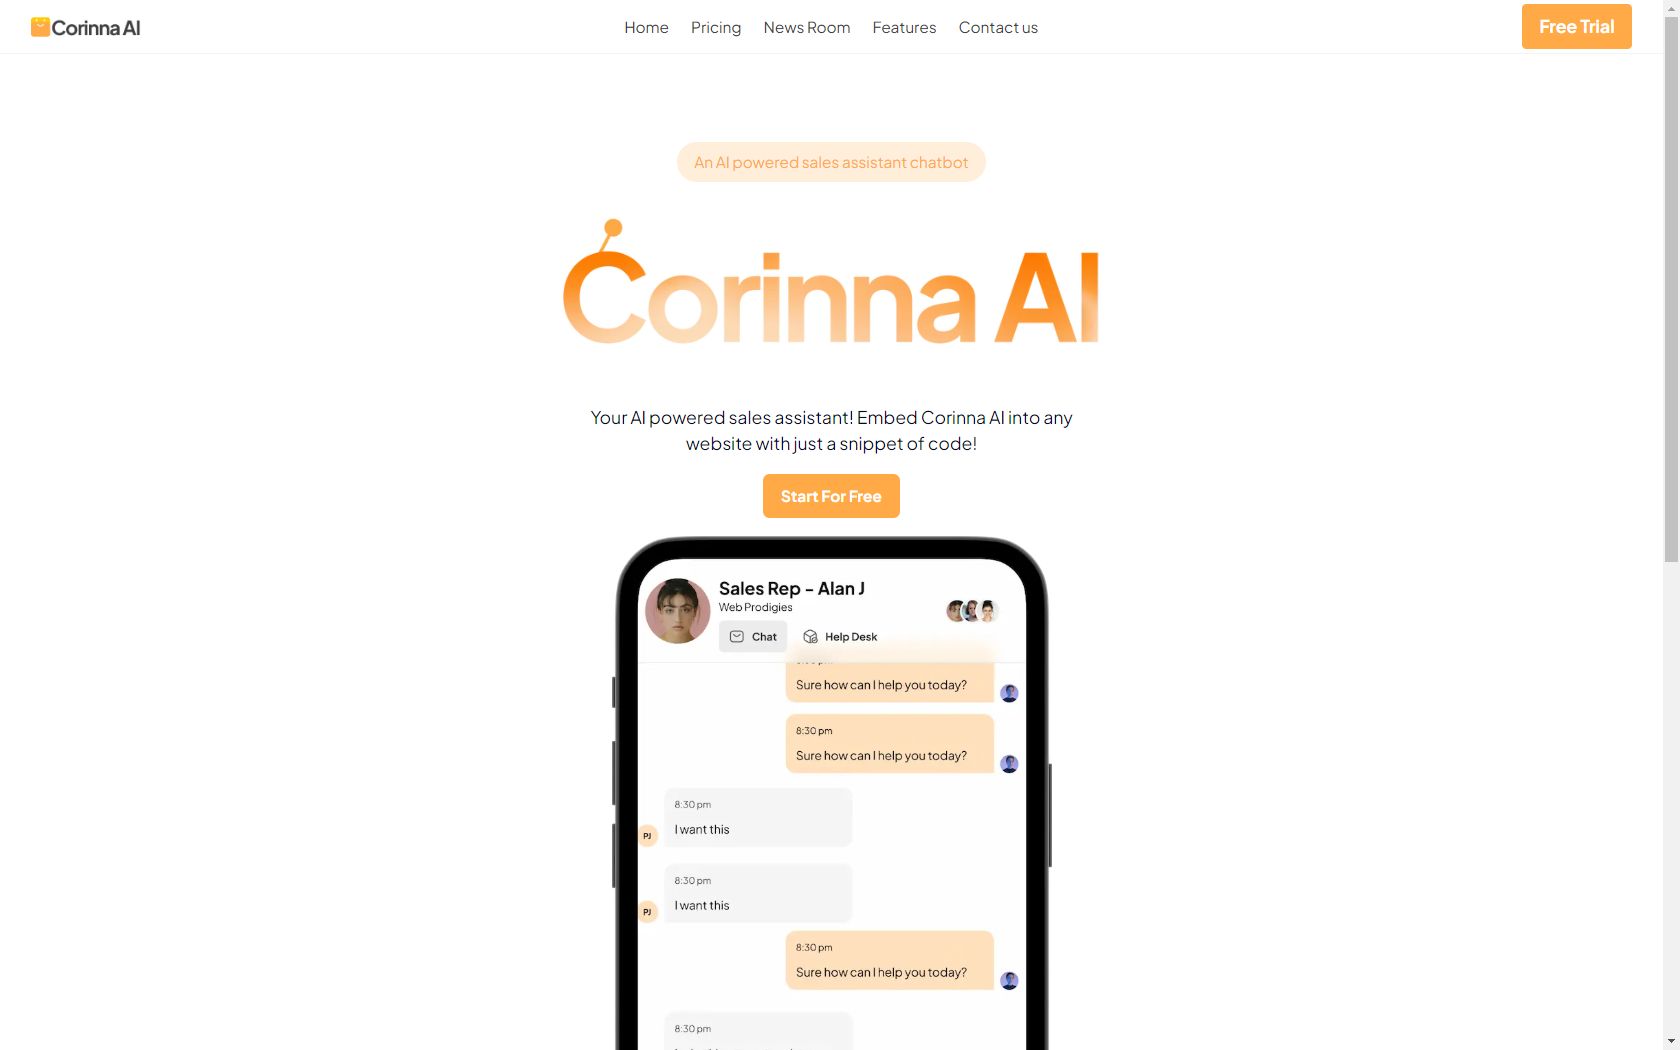 Corinna AI
Home
Pricing
News Room
Features
Contact us
Free Trial
An AI powered sales assistant chatbot
Corinna AI
Your AI powered sales assistant! Embed Corinna AI into any
website with just a snippet of code!
Start For Free
Sales Rep - Alan J
Web Prodigies
Chat
Help Desk
Sure how can I help you today?
8:30 pm
Sure how can I help you today?
8:30 pm
I want this
PJ
8:30 pm
I want this
PJ
8:30 pm
Sure how can I help you today?
8:30 pm